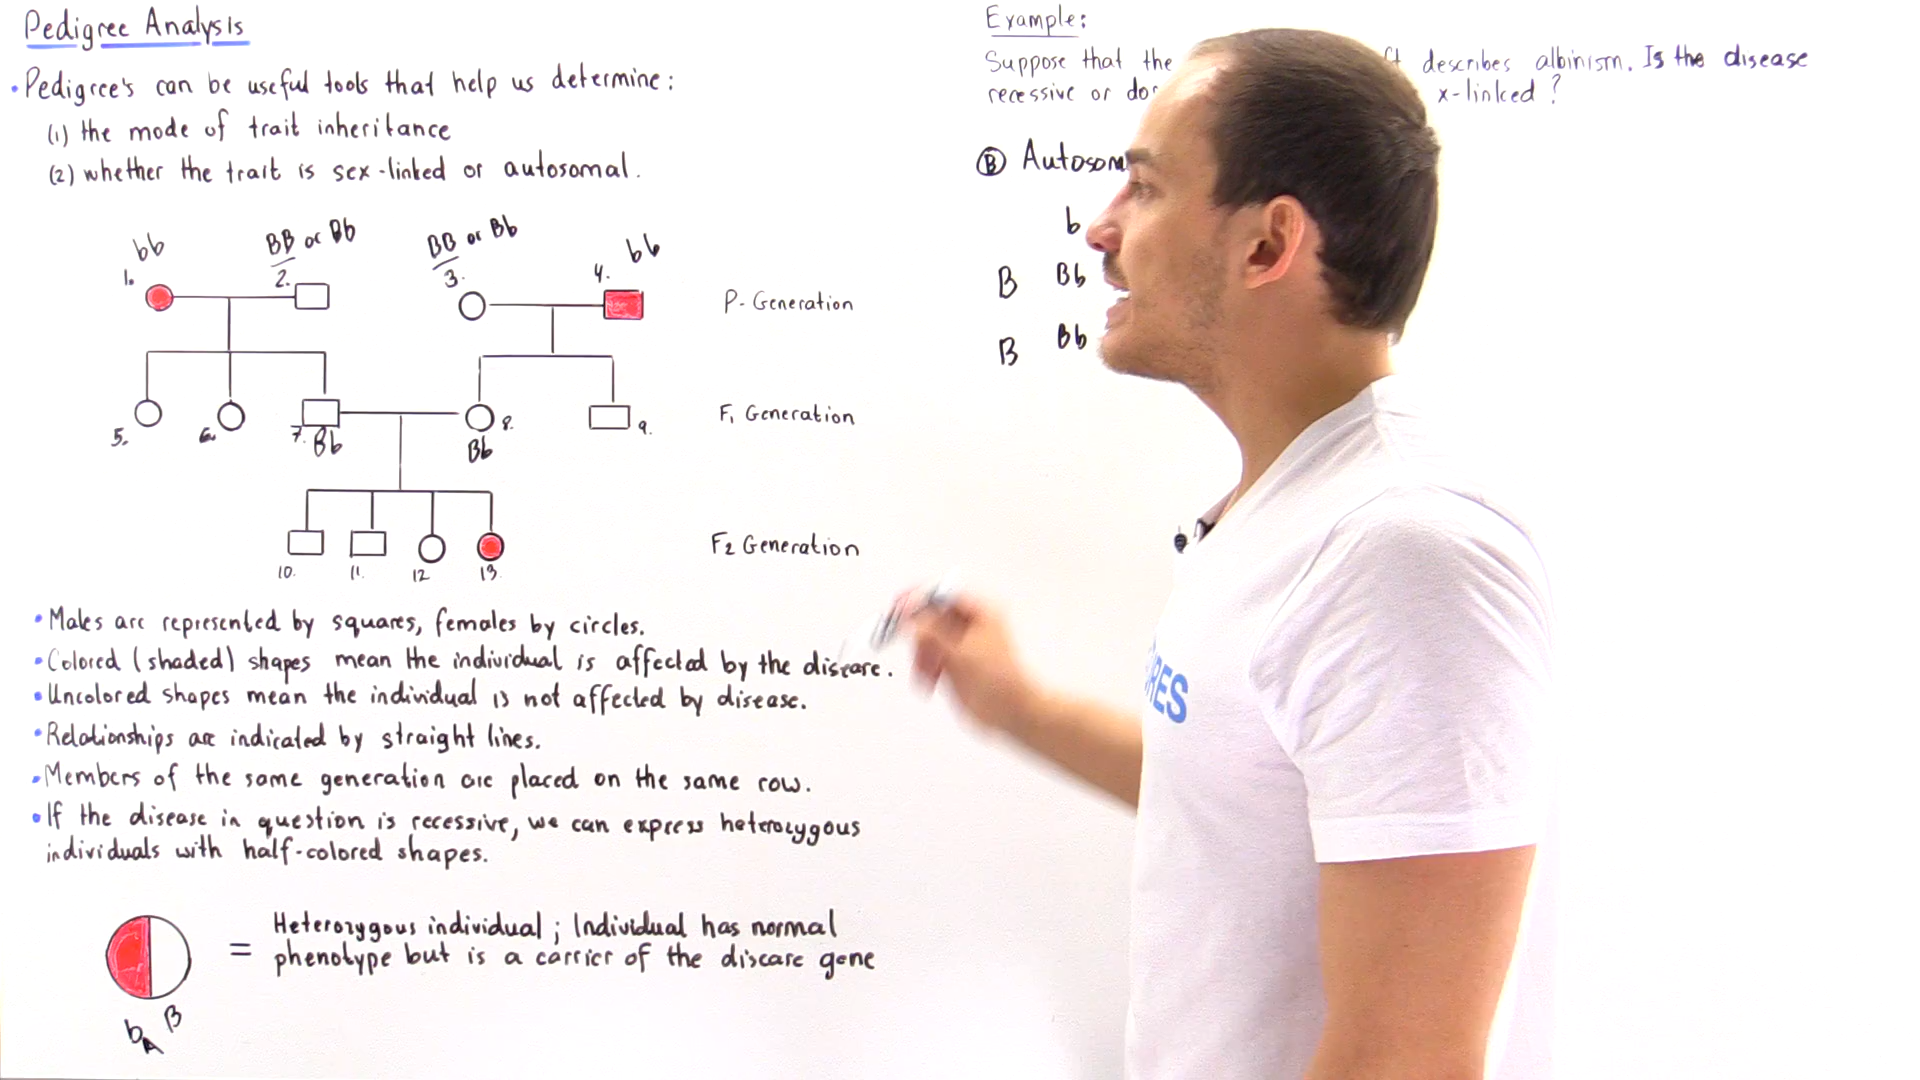 Pedigree Analysis
• Pedigree's can be useful tools that help us determine:
(1) the mode of trait inheritance
(2) whether the trait is sex-linked or autosomal.
bb
BB or Bb
BB or Bb
bb
1.
2.
3.
4.
P-Generation
5.
6.
7. Bb
8.
Bb
9.
F1 Generation
10.
11.
12
13.
F2 Generation
• Males are represented by squares, females by circles.
• Colored (shaded) shapes mean the individual is affected by the disease.
• Uncolored shapes mean the individual is not affected by disease.
• Relationships are indicated by straight lines.
• Members of the same generation are placed on the same row.
• If the disease in question is recessive, we can express heterozygous
individuals with half-colored shapes.
= Heterozygous individual; Individual has normal
phenotype but is a carrier of the disease gene
b A B
Example:
Suppose that the describes albinism. Is the disease
recessive or x-linked?
B Autosom
b
B Bb
B Bb
RES